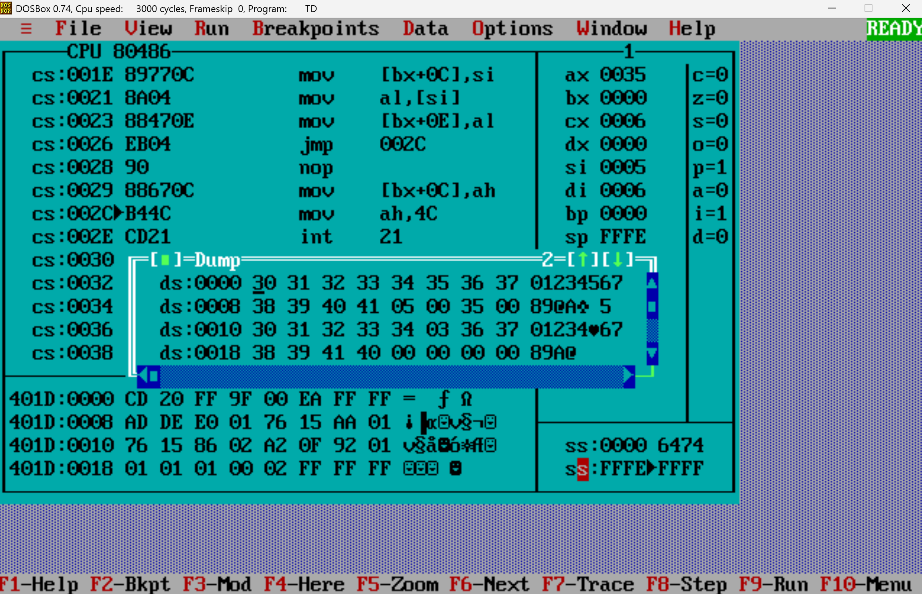 DOSBox 0.74, Cpu speed: 3000 cycles, Frameskip 0, Program: TD
≡ File View Run Breakpoints Data Options Window Help READY
CPU 80486 1
cs:001E 89770C mov [bx+0C],si ax 0035 c=0
cs:0021 8A04 mov al,[si] bx 0000 z=0
cs:0023 88470E mov [bx+0E],al cx 0006 s=0
cs:0026 EB04 jmp 002C dx 0000 o=0
cs:0028 90 nop si 0005 p=1
cs:0029 88670C mov [bx+0C],ah di 0006 a=0
cs:002C►B44C mov ah,4C bp 0000 i=1
cs:002E CD21 int 21 sp FFFE d=0
cs:0030 [■]=Dump 2=[↑][↓]
cs:0032 ds:0000 30 31 32 33 34 35 36 37 01234567
cs:0034 ds:0008 38 39 40 41 05 00 35 00 89@A♣ 5
cs:0036 ds:0010 30 31 32 33 34 03 36 37 01234♥67
cs:0038 ds:0018 38 39 41 40 00 00 00 00 89A@
401D:0000 CD 20 FF 9F 00 EA FF FF = ƒ Ω
401D:0008 AD DE E0 01 76 15 AA 01 ¡▐α☺v§¬☺
401D:0010 76 15 86 02 A2 0F 92 01 v§å☻ó☼Æ☺ ss:0000 6474
401D:0018 01 01 01 00 02 FF FF FF ☺☺☺ ☻ ss:FFFE►FFFF
F1-Help F2-Bkpt F3-Mod F4-Here F5-Zoom F6-Next F7-Trace F8-Step F9-Run F10-Menu